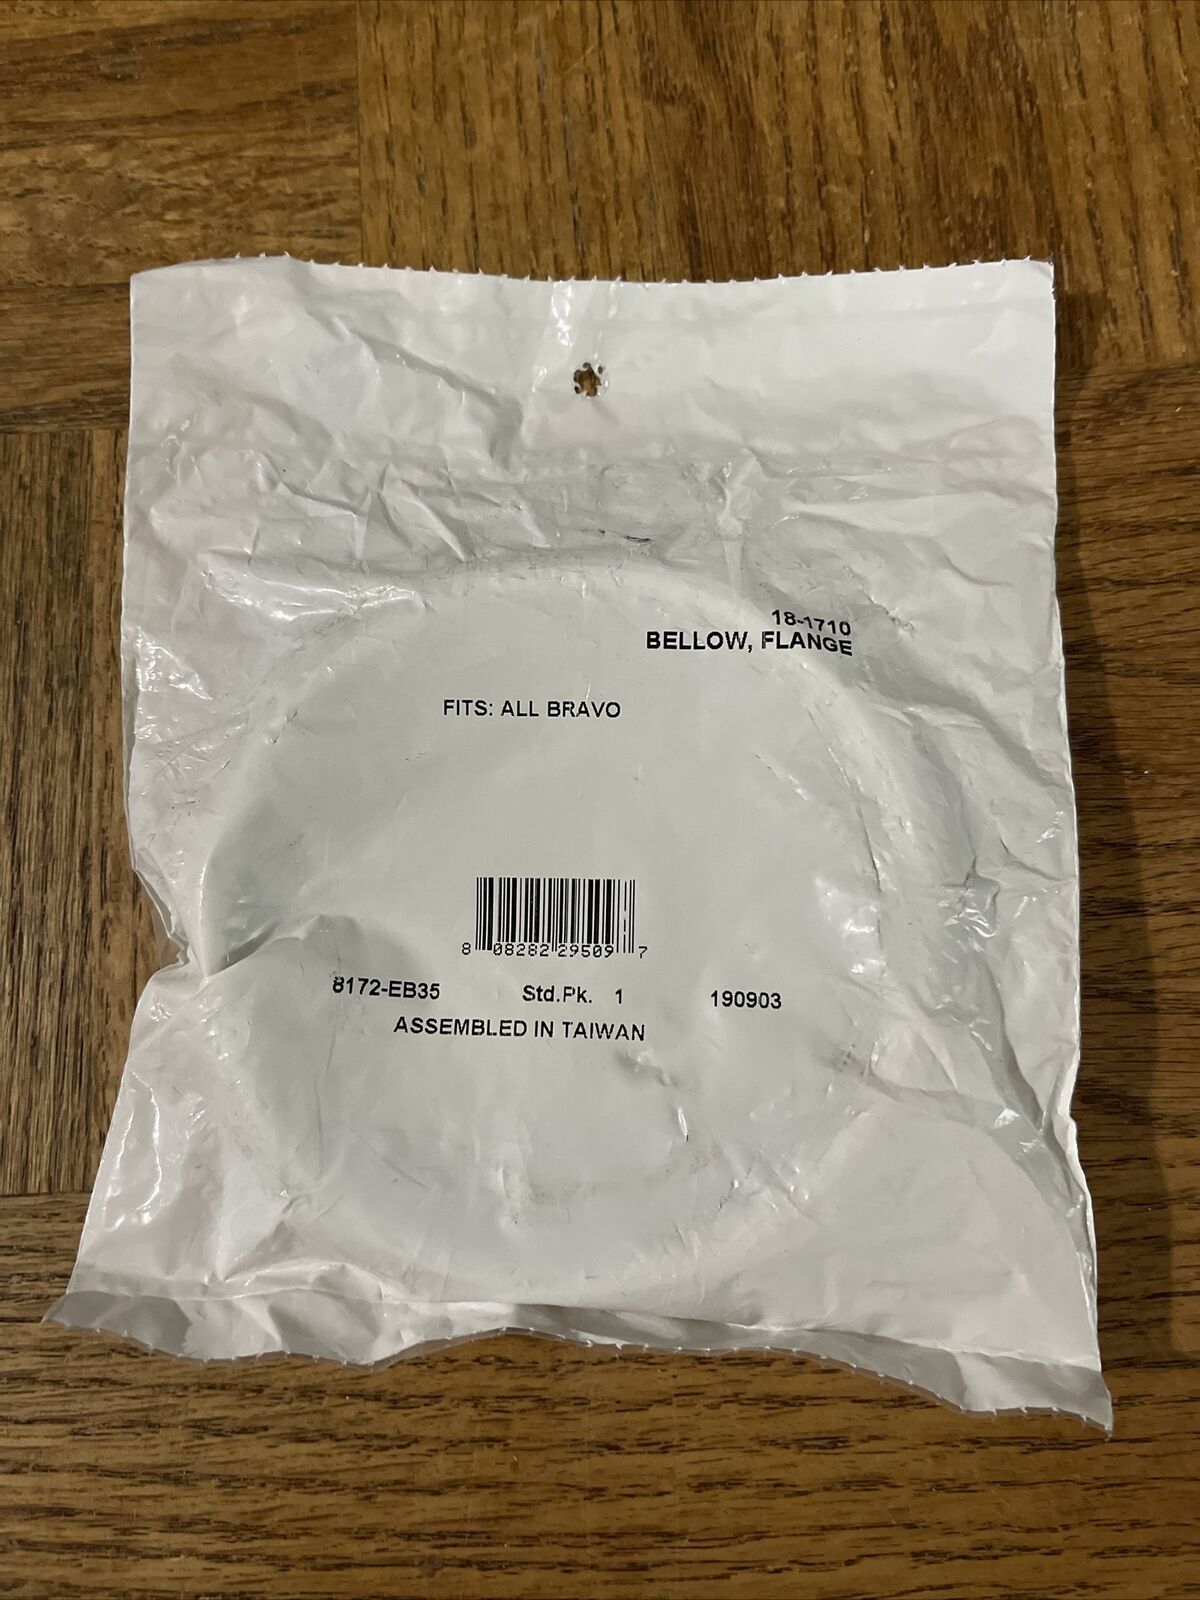 18-1710
BELLOW, FLANGE
FITS: ALL BRAVO
8 08282 29509 7
8172-EB35 Std.Pk. 1 190903
ASSEMBLED IN TAIWAN